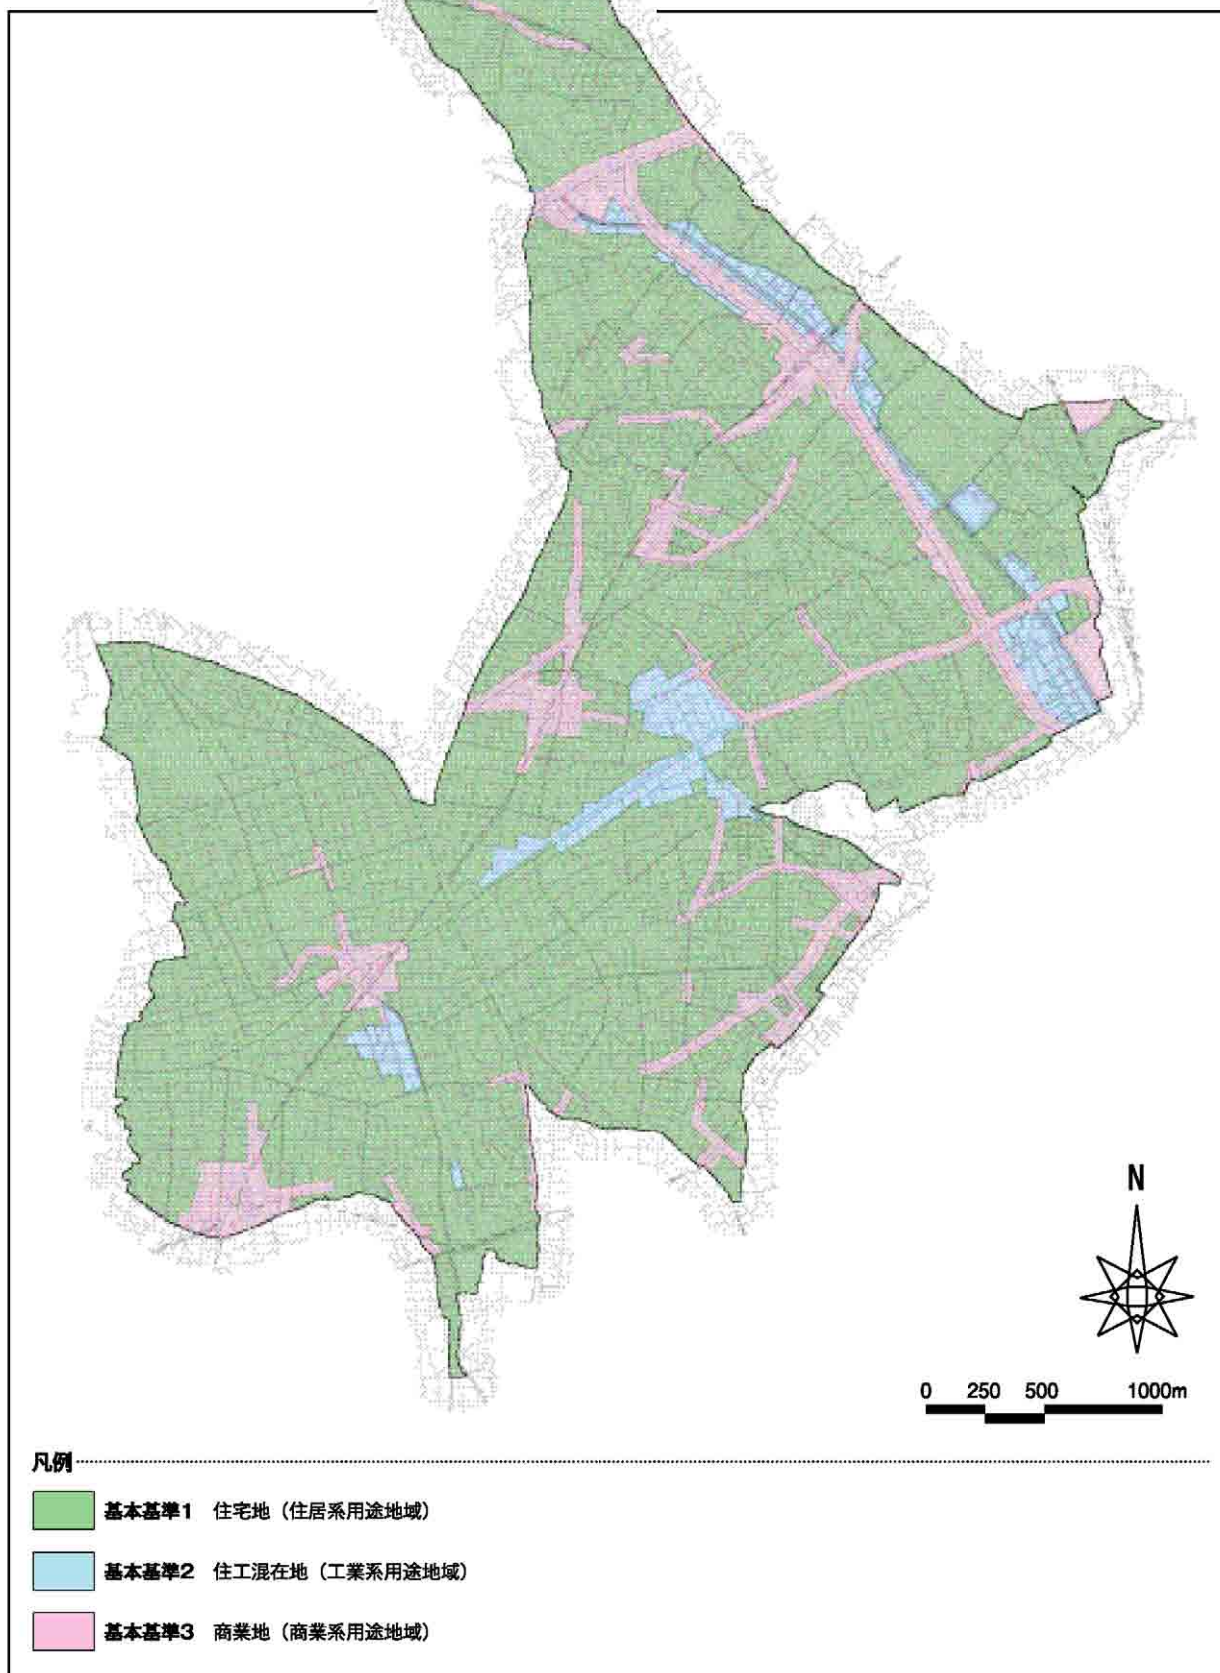 N
0 250 500 1000m
凡例
基本基準1 住宅地（住居系用途地域）
基本基準2 住工混在地（工業系用途地域）
基本基準3 商業地（商業系用途地域）